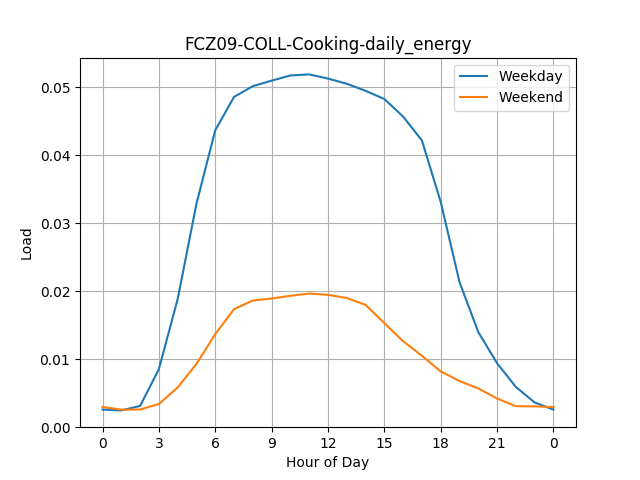 FCZ09-COLL-Cooking-daily_energy
Weekday
Weekend
0.05
0.04
0.03
0.02
0.01
0.00
Load
0 3 6 9 12 15 18 21 0
Hour of Day